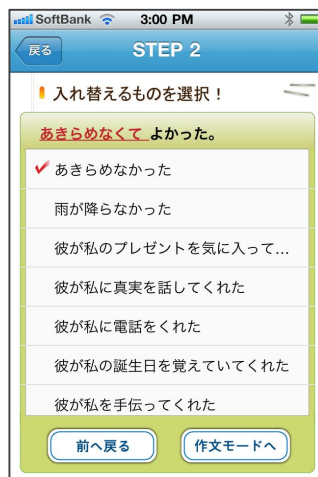 SoftBank 3:00 PM
戻る STEP 2
入れ替えるものを選択！
あきらめなくて よかった。
あきらめなかった
雨が降らなかった
彼が私のプレゼントを気に入って…
彼が私に真実を話してくれた
彼が私に電話をくれた
彼が私の誕生日を覚えていてくれた
彼が私を手伝ってくれた
前へ戻る 作文モードへ